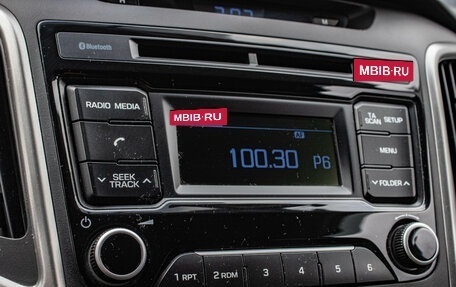 Bluetooth
MBIB·RU
RADIO MEDIA
MBIB·RU
TA SCAN SETUP
AF
100.30 P6
MENU
SEEK TRACK
FOLDER
1 RPT 2 RDM 3 4 5 6